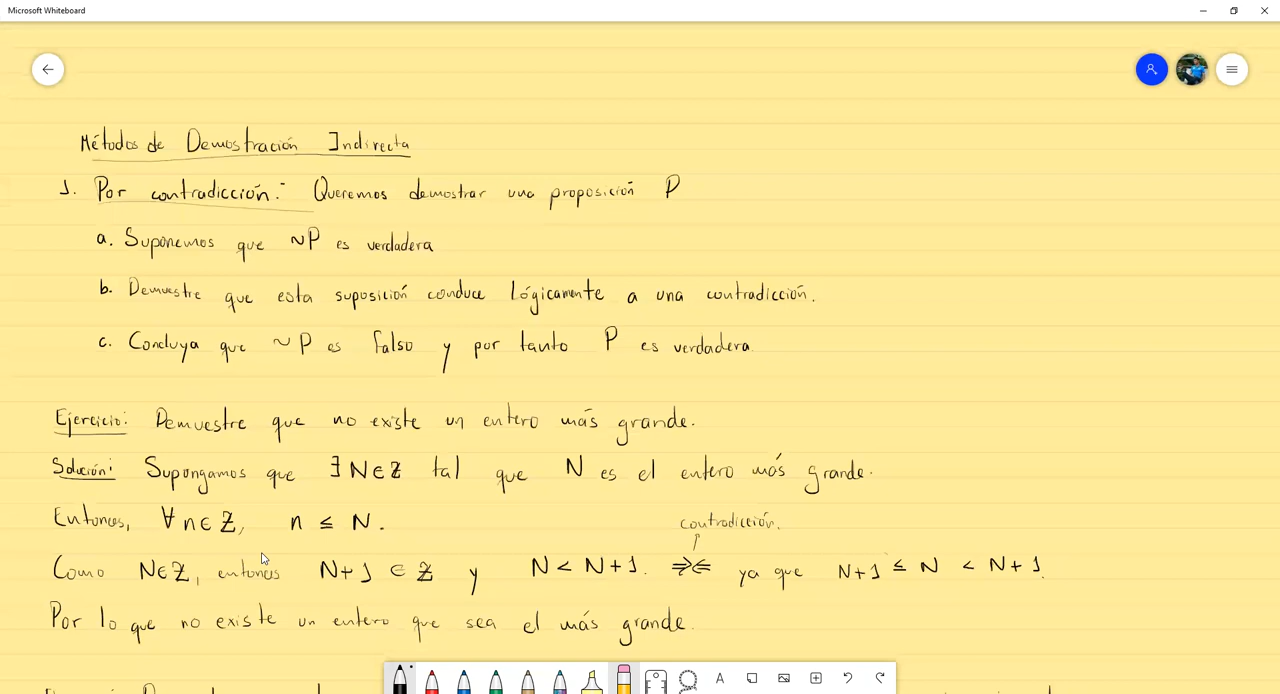 Microsoft Whiteboard
Métodos de Demostración Indirecta
1. Por contradicción:- Queremos demostrar una proposición P
a. Suponemos que ~P es verdadera
b. Demuestre que esta suposición conduce lógicamente a una contradicción.
c. Concluya que ~P es falso y por tanto P es verdadera.
Ejercicio: Demuestre que no existe un entero más grande.
Solución: Supongamos que ∃ N ∈ ℤ tal que N es el entero más grande.
Entonces, ∀ n ∈ ℤ, n ≤ N.
contradicción.
Como N ∈ ℤ, entonces N+1 ∈ ℤ y N < N+1. ⇒⇐ ya que N+1 ≤ N < N+1.
Por lo que no existe un entero que sea el más grande.